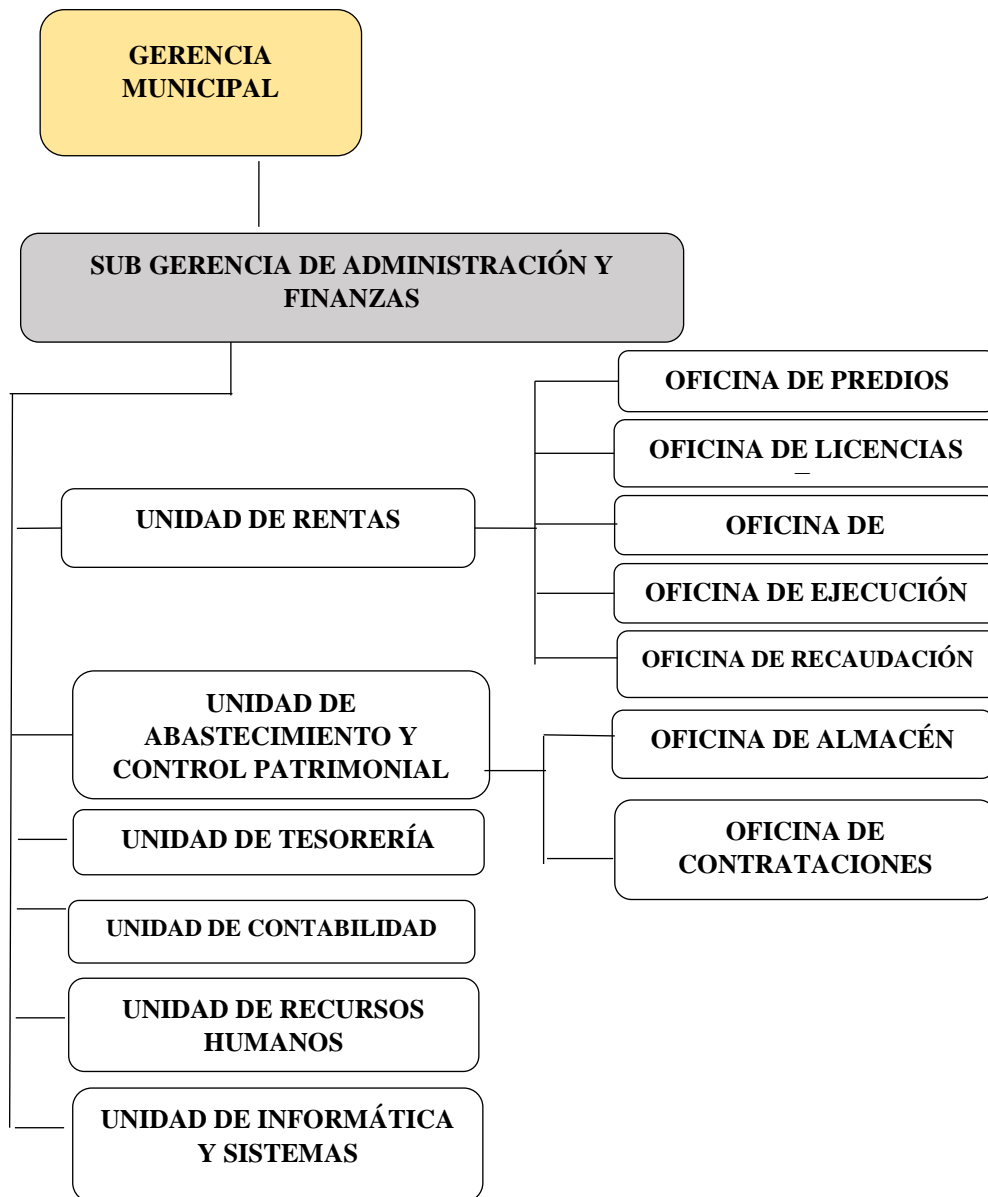 GERENCIA
MUNICIPAL
SUB GERENCIA DE ADMINISTRACIÓN Y
FINANZAS
OFICINA DE PREDIOS
OFICINA DE LICENCIAS
UNIDAD DE RENTAS
OFICINA DE
OFICINA DE EJECUCIÓN
OFICINA DE RECAUDACIÓN
UNIDAD DE
ABASTECIMIENTO Y
CONTROL PATRIMONIAL
OFICINA DE ALMACÉN
OFICINA DE
CONTRATACIONES
UNIDAD DE TESORERÍA
UNIDAD DE CONTABILIDAD
UNIDAD DE RECURSOS
HUMANOS
UNIDAD DE INFORMÁTICA
Y SISTEMAS